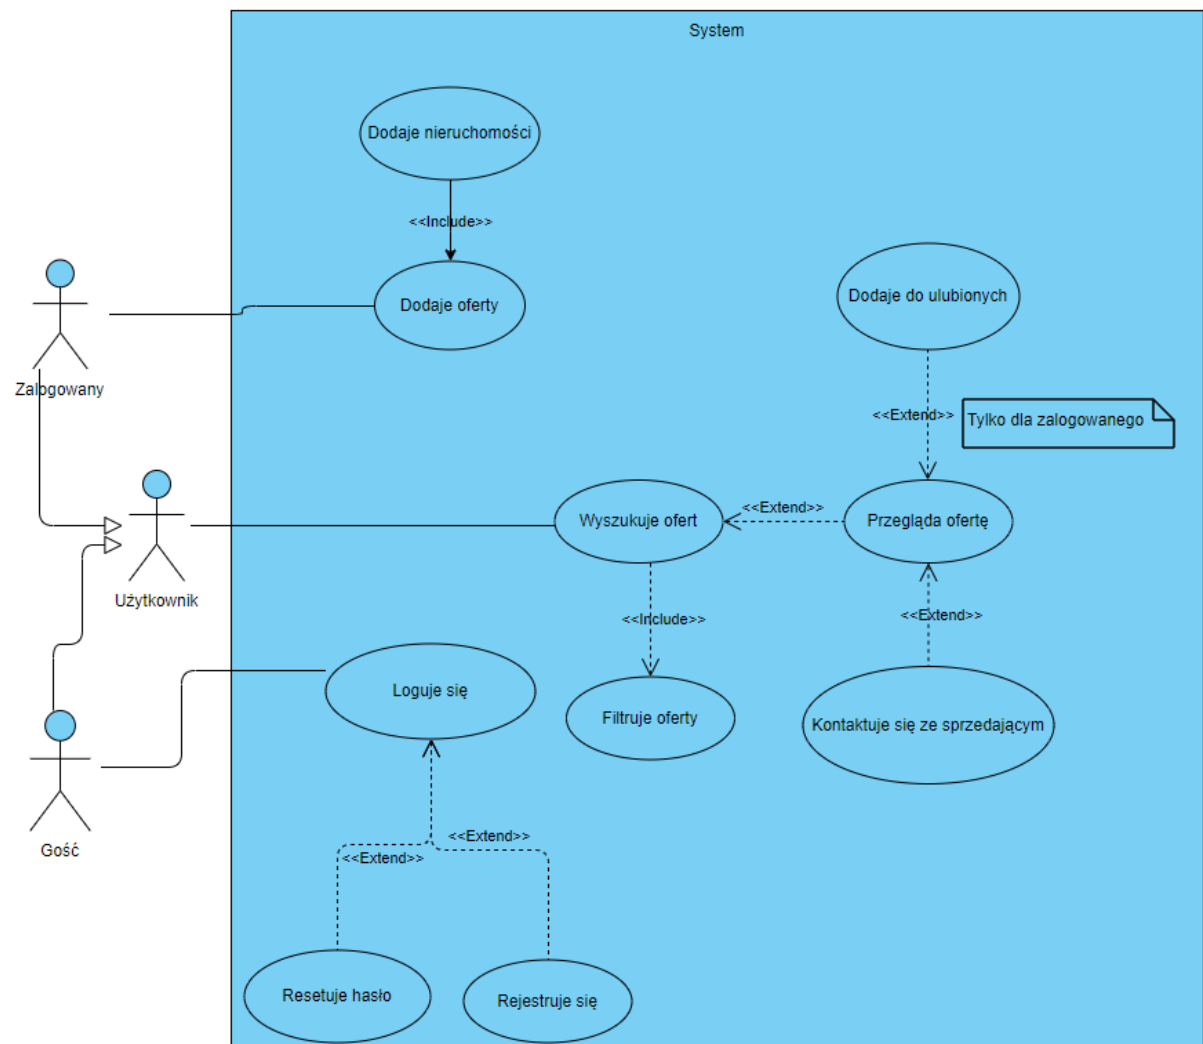 System
Dodaje nieruchomości
<<Include>>
Dodaje oferty
Zalogowany
Dodaje do ulubionych
<<Extend>>
Tylko dla zalogowanego
Użytkownik
Wyszukuje ofert
<<Extend>>
Przegląda ofertę
<<Include>>
<<Extend>>
Loguje się
Filtruje oferty
Kontaktuje się ze sprzedającym
Gość
<<Extend>>
<<Extend>>
Resetuje hasło
Rejestruje się